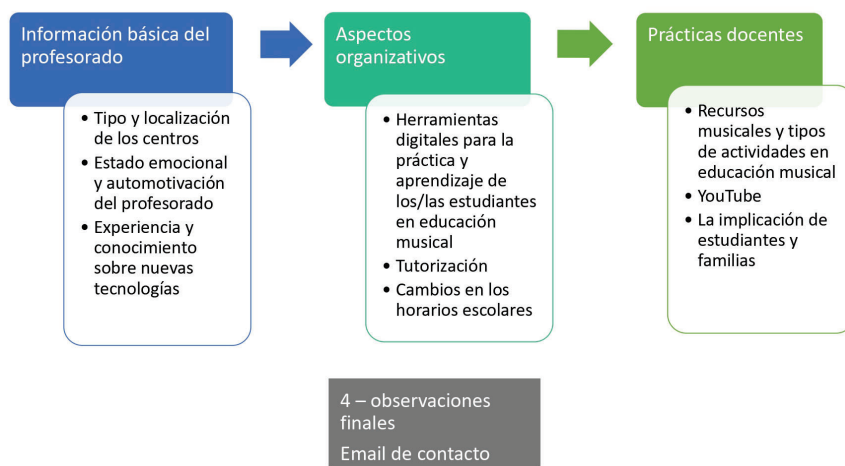 Información básica del
profesorado
• Tipo y localización
de los centros
• Estado emocional
y automotivación
del profesorado
• Experiencia y
conocimiento
sobre nuevas
tecnologías
Aspectos
organizativos
• Herramientas
digitales para la
práctica y
aprendizaje de
los/las estudiantes
en educación
musical
• Tutorización
• Cambios en los
horarios escolares
Prácticas docentes
• Recursos
musicales y tipos
de actividades en
educación musical
• YouTube
• La implicación de
estudiantes y
familias
4 – observaciones
finales
Email de contacto